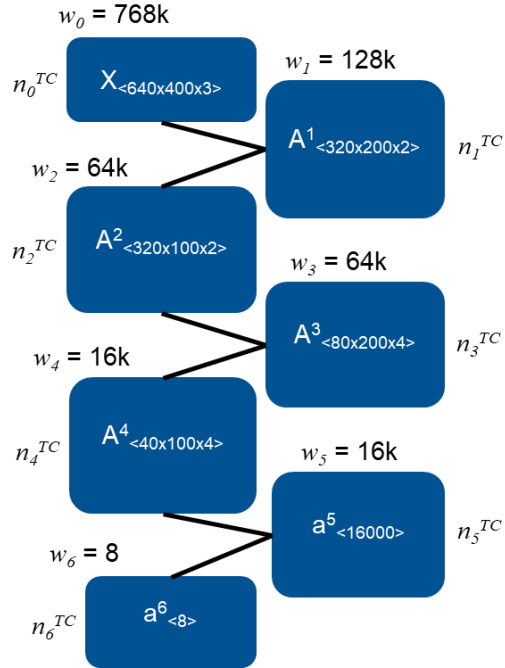 w₀ = 768k
n₀ᵀᶜ
X<640x400x3>
w₁ = 128k
A¹<320x200x2>
n₁ᵀᶜ
w₂ = 64k
n₂ᵀᶜ
A²<320x100x2>
w₃ = 64k
A³<80x200x4>
n₃ᵀᶜ
w₄ = 16k
n₄ᵀᶜ
A⁴<40x100x4>
w₅ = 16k
a⁵<16000>
n₅ᵀᶜ
w₆ = 8
n₆ᵀᶜ
a⁶<8>